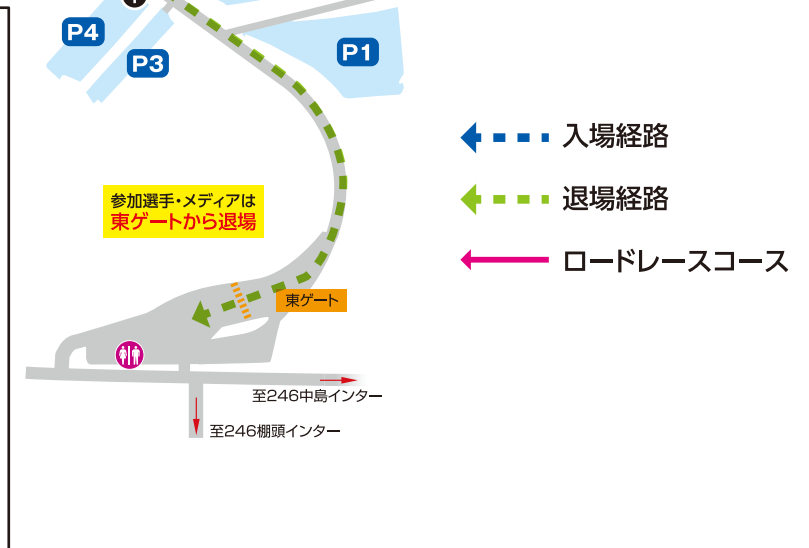 P4
P3
P1
入場経路
参加選手・メディアは
東ゲートから退場
退場経路
ロードレースコース
東ゲート
至246中島インター
至246棚頭インター